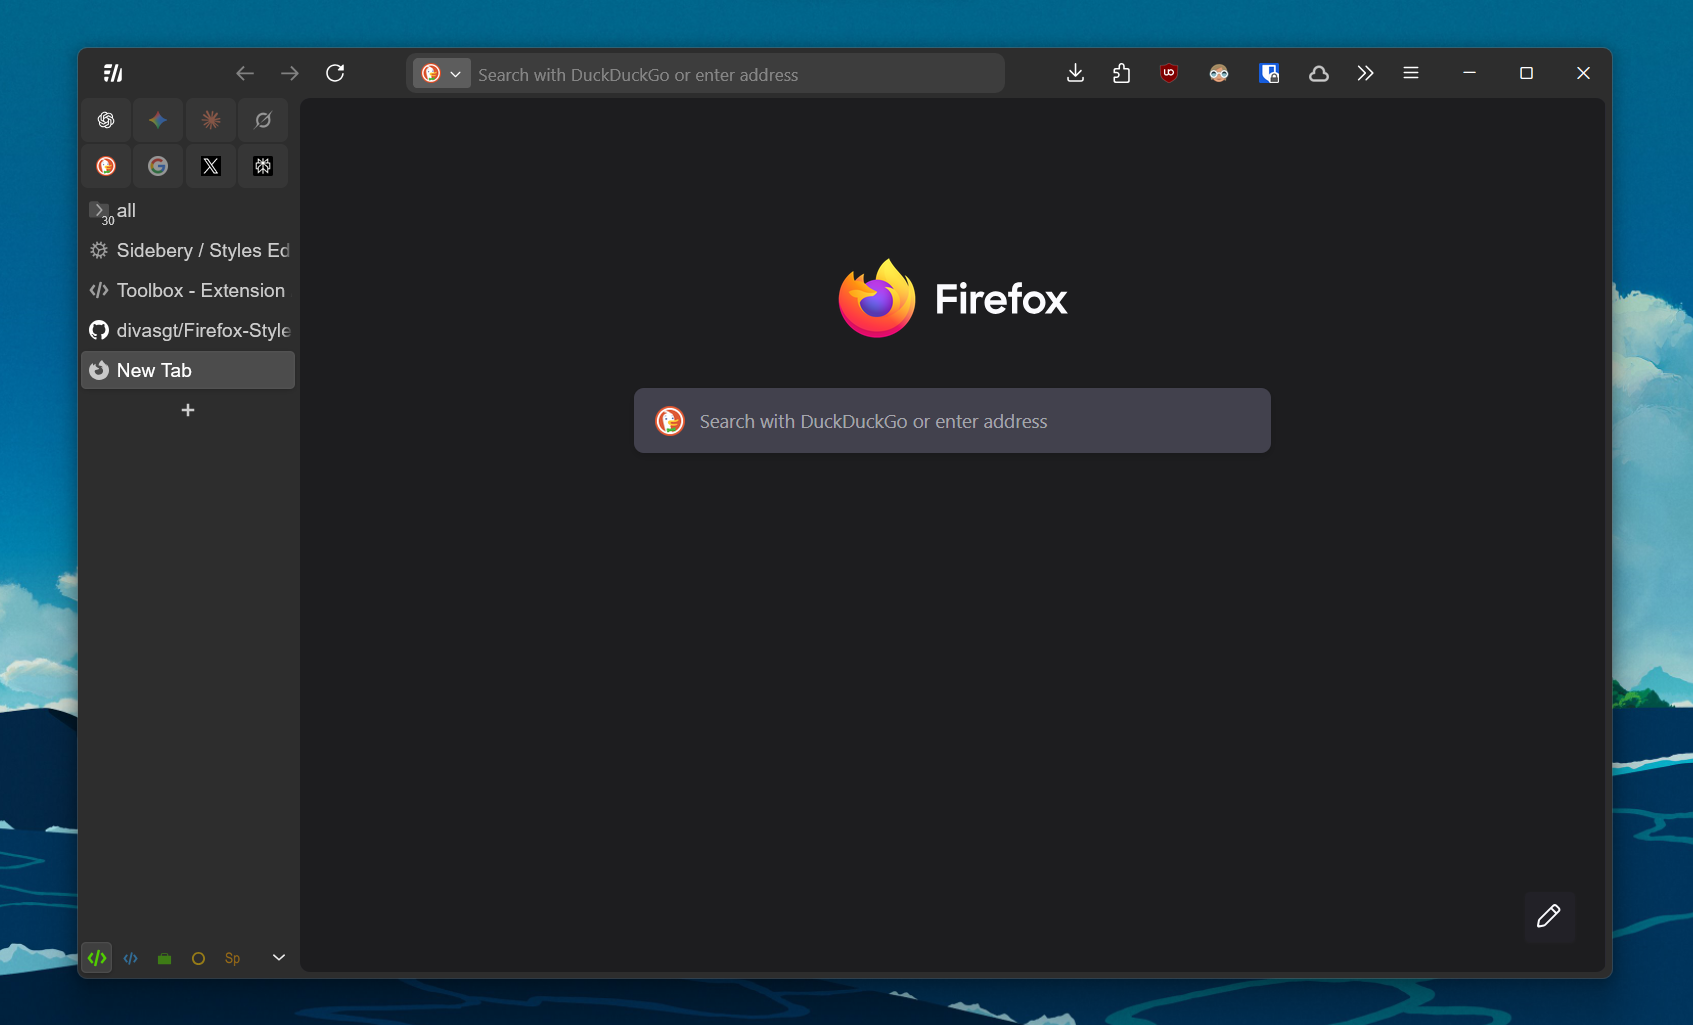 Search with DuckDuckGo or enter address
30
all
Sidebery / Styles Ed
Toolbox - Extension
divasgt/Firefox-Style
New Tab
Firefox
Search with DuckDuckGo or enter address
Sp